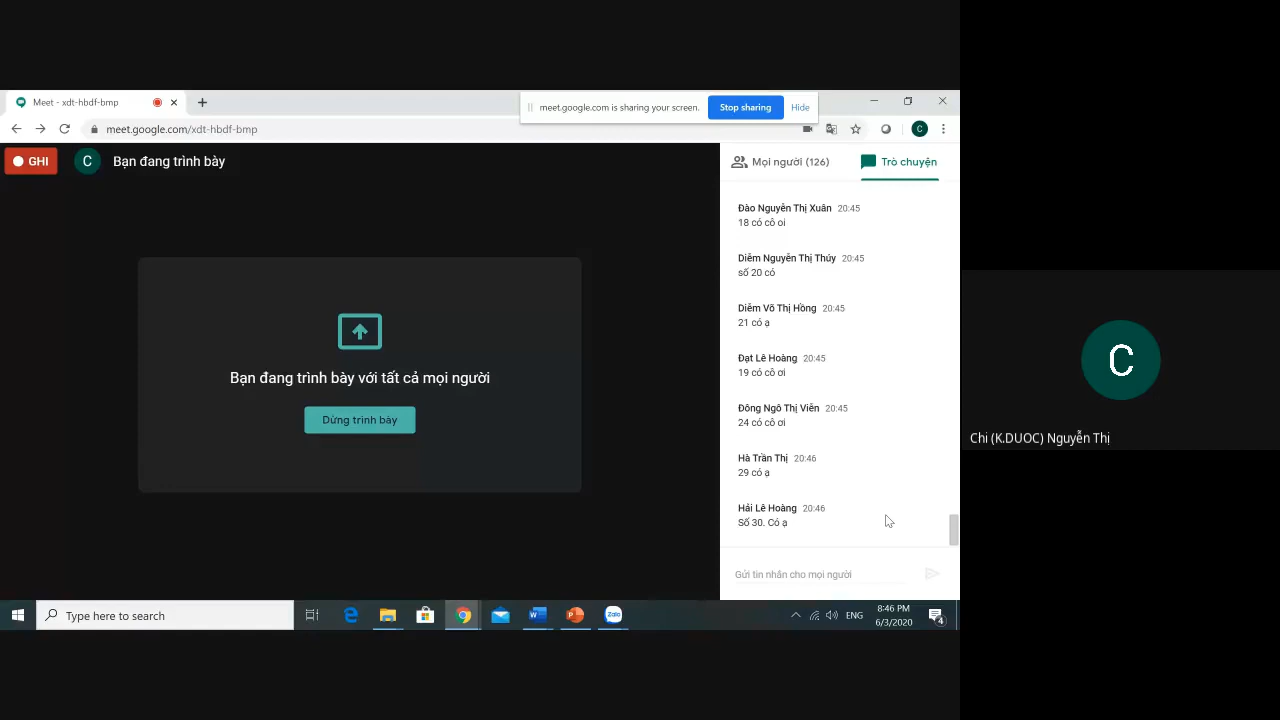 Meet - xdt-hbdf-bmp
meet.google.com is sharing your screen.
Stop sharing
Hide
meet.google.com/xdt-hbdf-bmp
C
GHI
C
Bạn đang trình bày
Mọi người (126)
Trò chuyện
Đào Nguyễn Thị Xuân 20:45
18 có cô oi
Diễm Nguyễn Thị Thúy 20:45
số 20 có
Diễm Võ Thị Hồng 20:45
21 có ạ
Đạt Lê Hoàng 20:45
19 có cô ơi
Đông Ngô Thị Viễn 20:45
24 có cô ơi
Hà Trần Thị 20:46
29 có ạ
Hải Lê Hoàng 20:46
Số 30. Có ạ
Bạn đang trình bày với tất cả mọi người
Dừng trình bày
Gửi tin nhắn cho mọi người
C
Chi (K.DUOC) Nguyễn Thị
Type here to search
Zalo
ENG
8:46 PM
6/3/2020
4